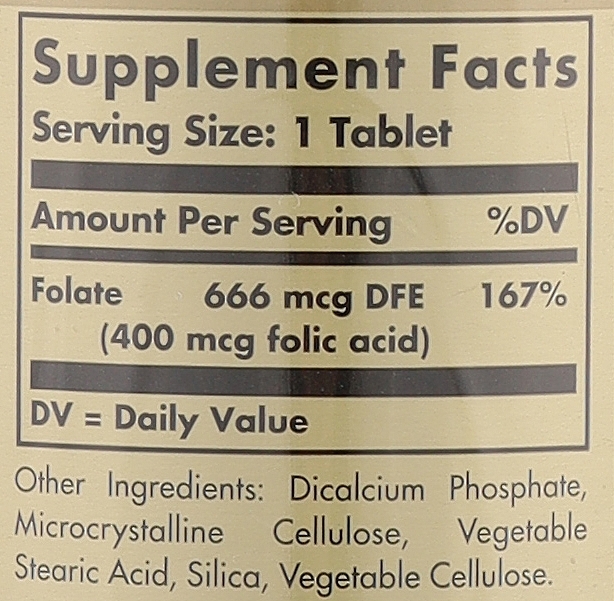 Supplement Facts
Serving Size: 1 Tablet
Amount Per Serving %DV
Folate 666 mcg DFE 167%
(400 mcg folic acid)
DV = Daily Value
Other Ingredients: Dicalcium Phosphate,
Microcrystalline Cellulose, Vegetable
Stearic Acid, Silica, Vegetable Cellulose.